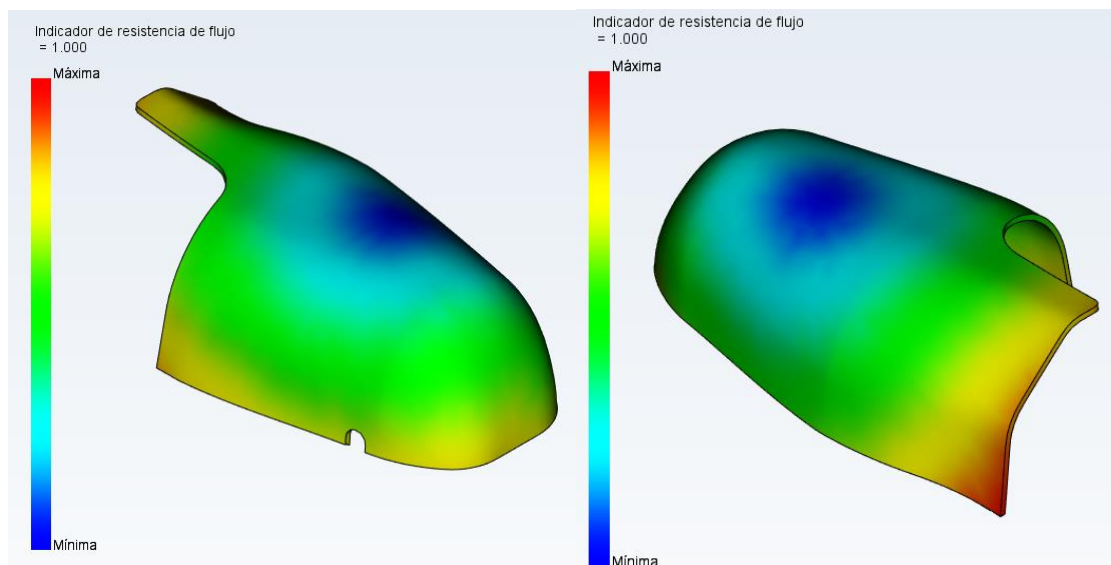 Indicador de resistencia de flujo
= 1.000
Máxima
Mínima
Indicador de resistencia de flujo
= 1.000
Máxima
Mínima